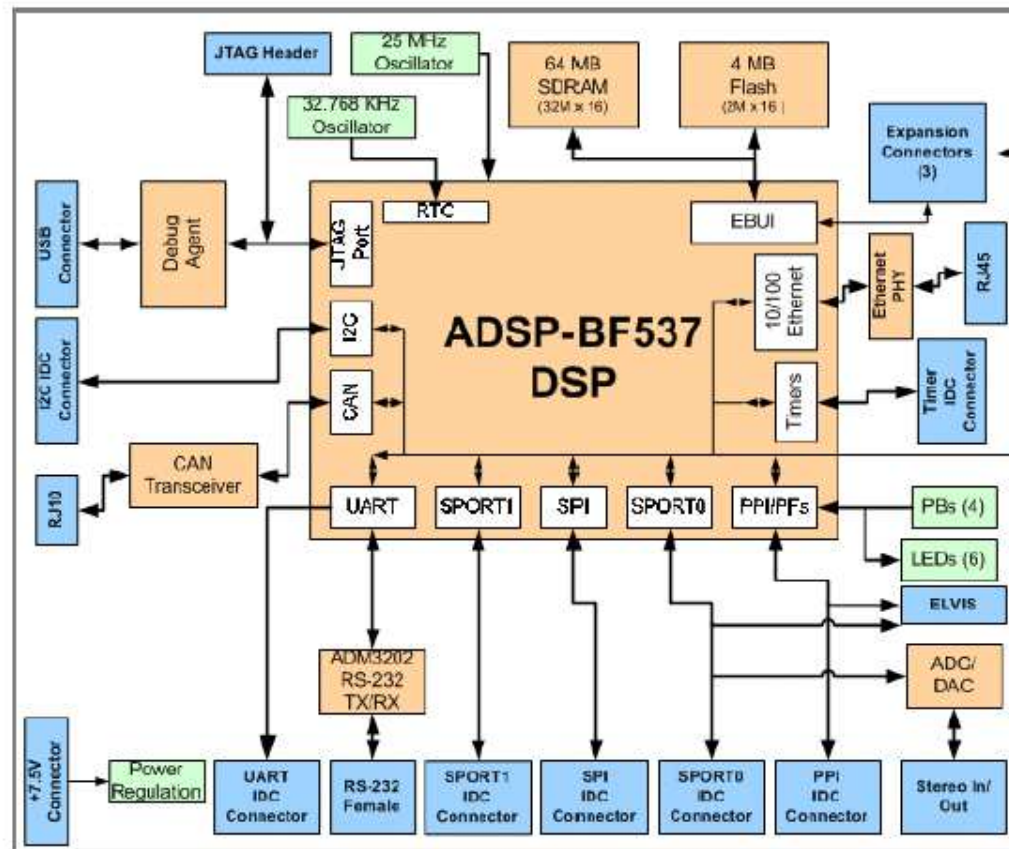 JTAG Header
25 MHz
Oscillator
32.768 KHz
Oscillator
64 MB
SDRAM
(32M x 16)
4 MB
Flash
(2M x 16 )
Expansion
Connectors
(3)
USB
Connector
Debug
Agent
JTAG
Port
RTC
EBUI
10/100
Ethernet
Ethernet
PHY
RJ45
I2C IDC
Connector
I2C
CAN
ADSP-BF537
DSP
Timers
Timer
IDC
Connector
RJ10
CAN
Transceiver
UART
SPORT1
SPI
SPORT0
PPI/PFs
PBs (4)
LEDs (6)
ELVIS
ADM3202
RS-232
TX/RX
ADC/
DAC
+7.5V
Connector
Power
Regulation
UART
IDC
Connector
RS-232
Female
SPORT1
IDC
Connector
SPI
IDC
Connector
SPORT0
IDC
Connector
PPI
IDC
Connector
Stereo In/
Out